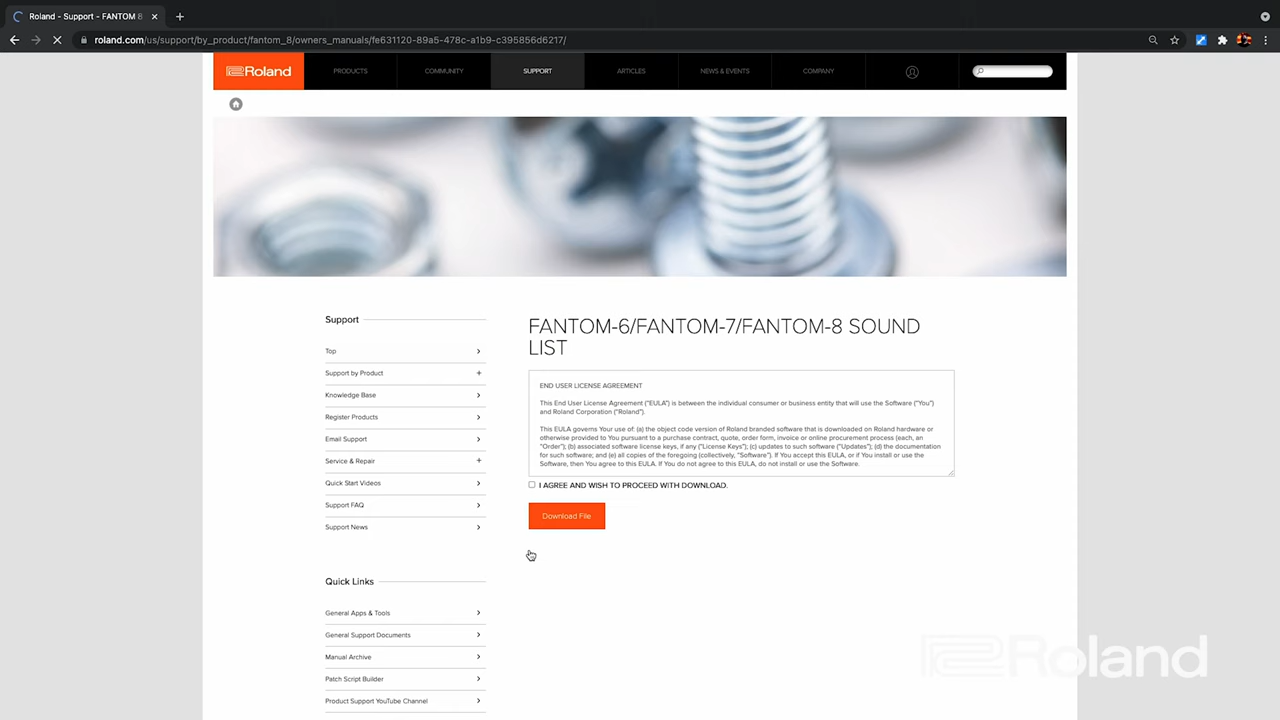 Roland - Support - FANTOM 8
roland.com/us/support/by_product/fantom_8/owners_manuals/fe631120-89a5-478c-a1b9-c395856d6217/
Roland
PRODUCTS
COMMUNITY
SUPPORT
ARTICLES
NEWS & EVENTS
COMPANY
Support
Top
Support by Product
Knowledge Base
Register Products
Email Support
Service & Repair
Quick Start Videos
Support FAQ
Support News
Quick Links
General Apps & Tools
General Support Documents
Manual Archive
Patch Script Builder
Product Support YouTube Channel
FANTOM-6/FANTOM-7/FANTOM-8 SOUND
LIST
END USER LICENSE AGREEMENT
This End User License Agreement ("EULA") is between the individual consumer or business entity that will use the Software ("You")
and Roland Corporation ("Roland").
This EULA governs Your use of: (a) the object code version of Roland branded software that is downloaded on Roland hardware or
otherwise provided to You pursuant to a purchase contract, quote, order form, invoice or online procurement process (each, an
"Order"); (b) associated software license keys, if any ("License Keys"); (c) updates to such software ("Updates"); (d) the documentation
for such software; and (e) all copies of the foregoing (collectively, "Software"). If You accept this EULA, or if You install or use the
Software, then You agree to this EULA. If You do not agree to this EULA, do not install or use the Software.
I AGREE AND WISH TO PROCEED WITH DOWNLOAD.
Download File
Roland